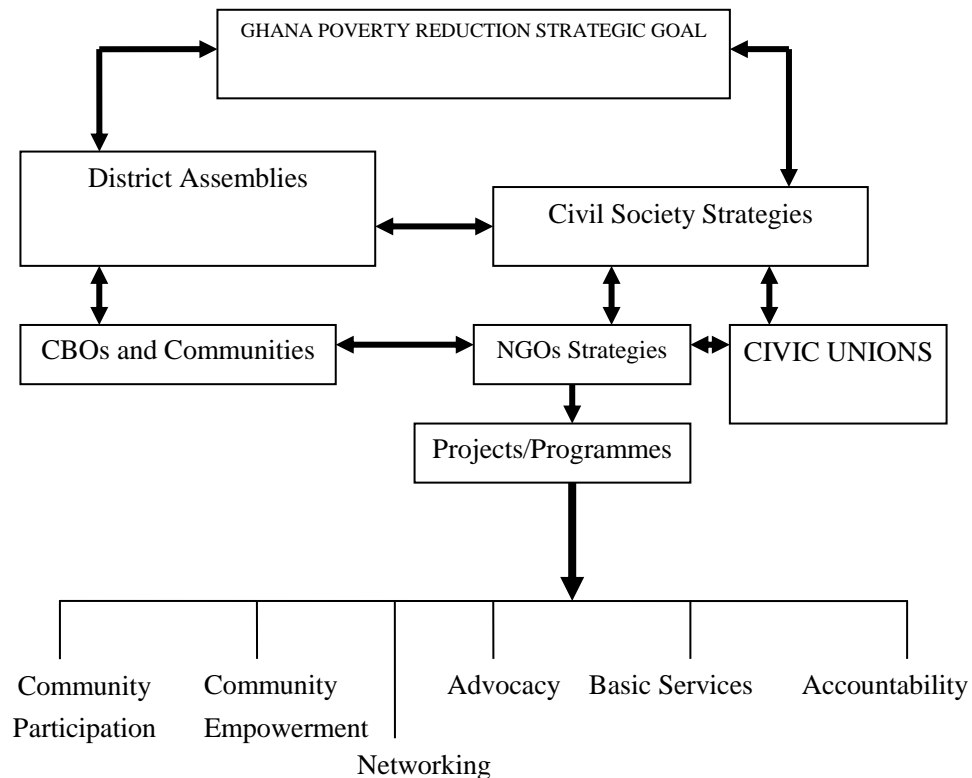 GHANA POVERTY REDUCTION STRATEGIC GOAL
District Assemblies
Civil Society Strategies
CBOs and Communities
NGOs Strategies
CIVIC UNIONS
Projects/Programmes
Community
Participation
Community
Empowerment
Networking
Advocacy
Basic Services
Accountability